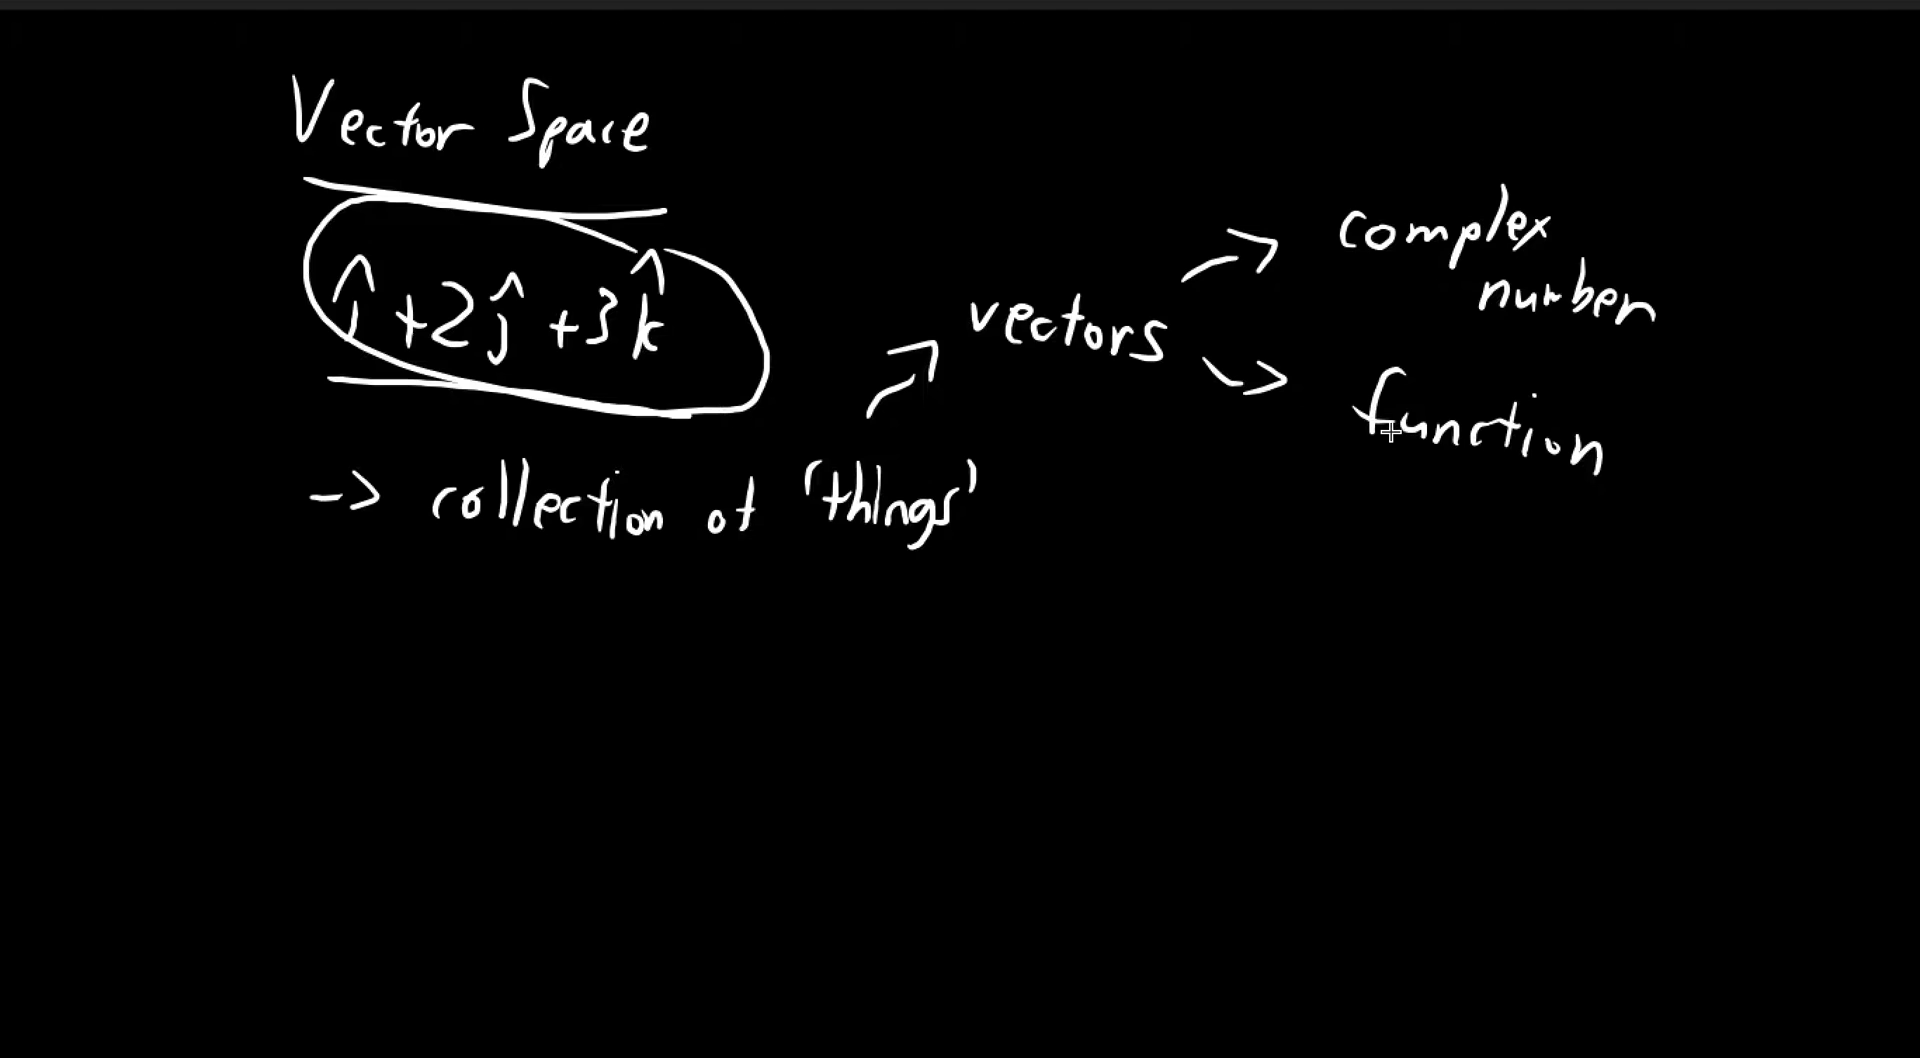 Vector Space
î + 2ĵ + 3k̂
-> collection of 'things'
vectors
complex
number
function